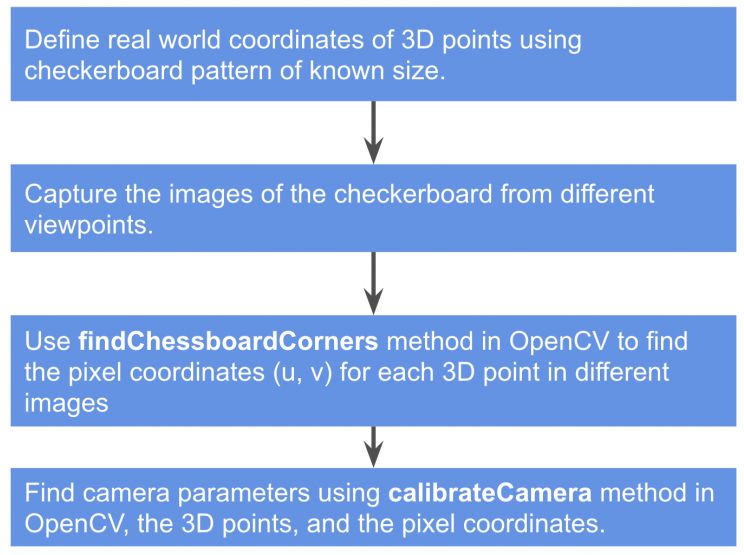 Define real world coordinates of 3D points using
checkerboard pattern of known size.
Capture the images of the checkerboard from different
viewpoints.
Use findChessboardCorners method in OpenCV to find
the pixel coordinates (u, v) for each 3D point in different
images
Find camera parameters using calibrateCamera method in
OpenCV, the 3D points, and the pixel coordinates.